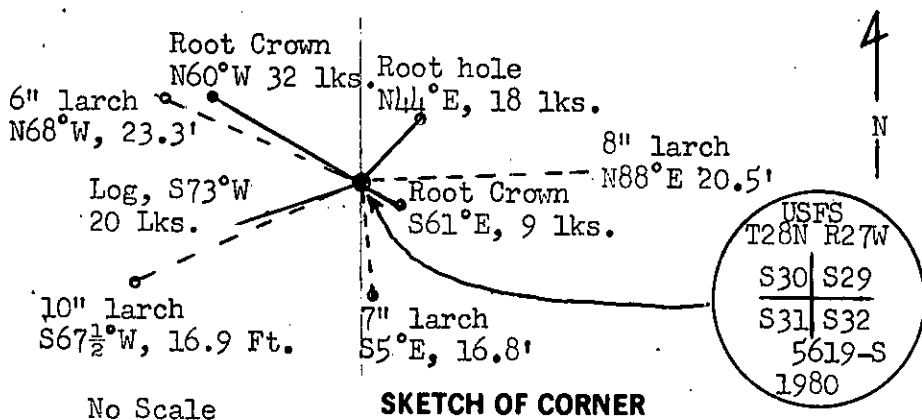 Root Crown
N60°W 32 lks.
Root hole
N44°E, 18 lks.
6" larch
N68°W, 23.3'
N
8" larch
N88°E 20.5'
Log, S73°W
20 Lks.
Root Crown
S61°E, 9 lks.
USFS
T28N R27W
S30 S29
S31 S32
5619-S
1980
10" larch
S67½°W, 16.9 Ft.
7" larch
S5°E, 16.8'
No Scale
SKETCH OF CORNER